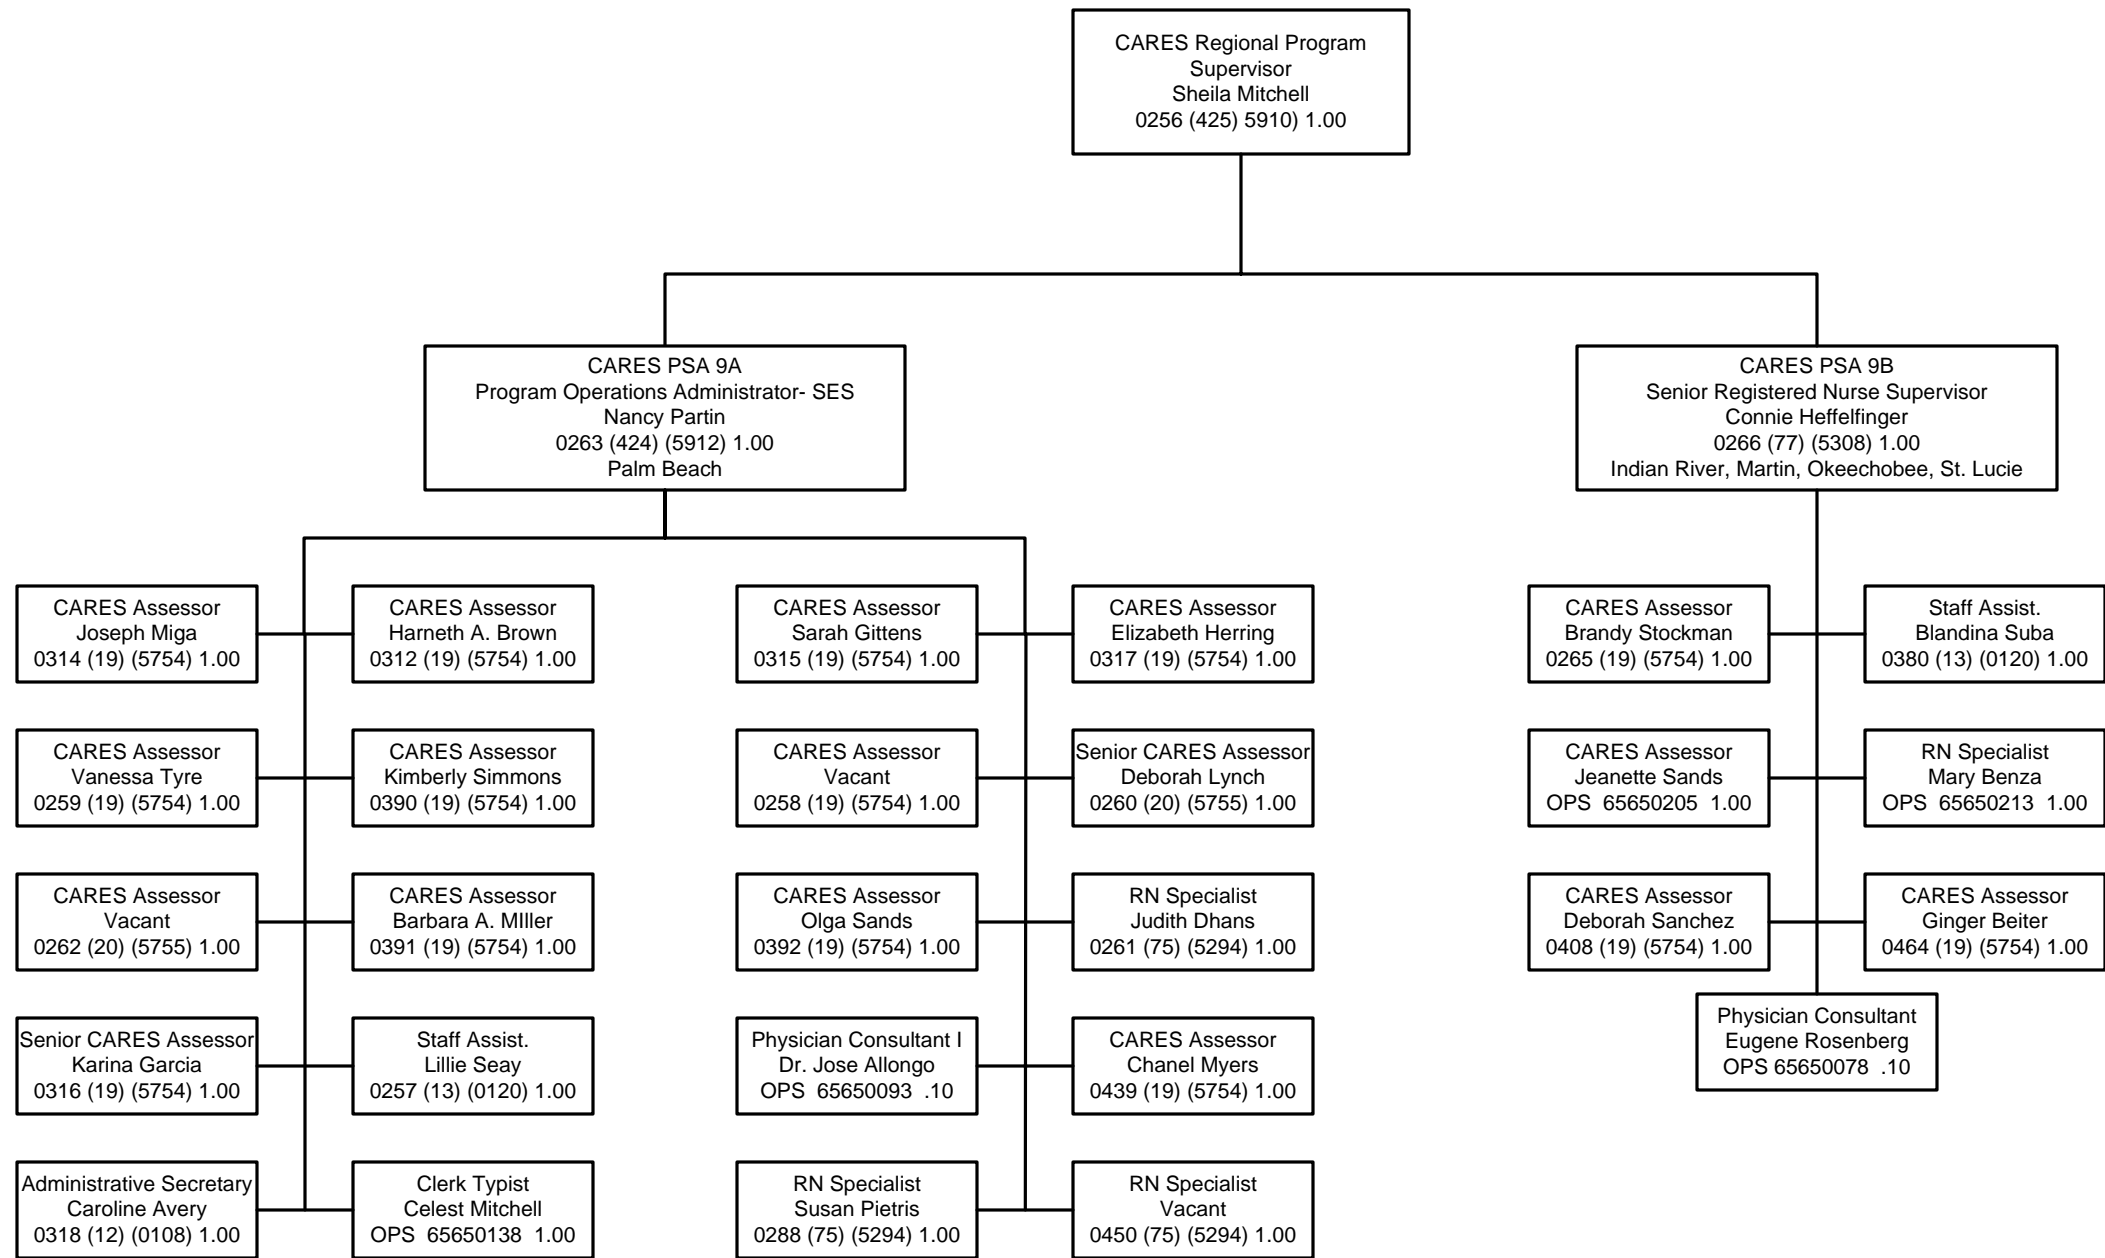 CARES Regional Program
Supervisor
Sheila Mitchell
0256 (425) 5910) 1.00
CARES PSA 9A
Program Operations Administrator- SES
Nancy Partin
0263 (424) (5912) 1.00
Palm Beach
CARES PSA 9B
Senior Registered Nurse Supervisor
Connie Heffelfinger
0266 (77) (5308) 1.00
Indian River, Martin, Okeechobee, St. Lucie
CARES Assessor
Joseph Miga
0314 (19) (5754) 1.00
CARES Assessor
Harneth A. Brown
0312 (19) (5754) 1.00
CARES Assessor
Sarah Gittens
0315 (19) (5754) 1.00
CARES Assessor
Elizabeth Herring
0317 (19) (5754) 1.00
CARES Assessor
Brandy Stockman
0265 (19) (5754) 1.00
Staff Assist.
Blandina Suba
0380 (13) (0120) 1.00
CARES Assessor
Vanessa Tyre
0259 (19) (5754) 1.00
CARES Assessor
Kimberly Simmons
0390 (19) (5754) 1.00
CARES Assessor
Vacant
0258 (19) (5754) 1.00
Senior CARES Assessor
Deborah Lynch
0260 (20) (5755) 1.00
CARES Assessor
Jeanette Sands
OPS  65650205  1.00
RN Specialist
Mary Benza
OPS  65650213  1.00
CARES Assessor
Vacant
0262 (20) (5755) 1.00
CARES Assessor
Barbara A. MIller
0391 (19) (5754) 1.00
CARES Assessor
Olga Sands
0392 (19) (5754) 1.00
RN Specialist
Judith Dhans
0261 (75) (5294) 1.00
CARES Assessor
Deborah Sanchez
0408 (19) (5754) 1.00
CARES Assessor
Ginger Beiter
0464 (19) (5754) 1.00
Senior CARES Assessor
Karina Garcia
0316 (19) (5754) 1.00
Staff Assist.
Lillie Seay
0257 (13) (0120) 1.00
Physician Consultant I
Dr. Jose Allongo
OPS  65650093  .10
CARES Assessor
Chanel Myers
0439 (19) (5754) 1.00
Physician Consultant
Eugene Rosenberg
OPS 65650078  .10
Administrative Secretary
Caroline Avery
0318 (12) (0108) 1.00
Clerk Typist
Celest Mitchell
OPS  65650138  1.00
RN Specialist
Susan Pietris
0288 (75) (5294) 1.00
RN Specialist
Vacant
0450 (75) (5294) 1.00